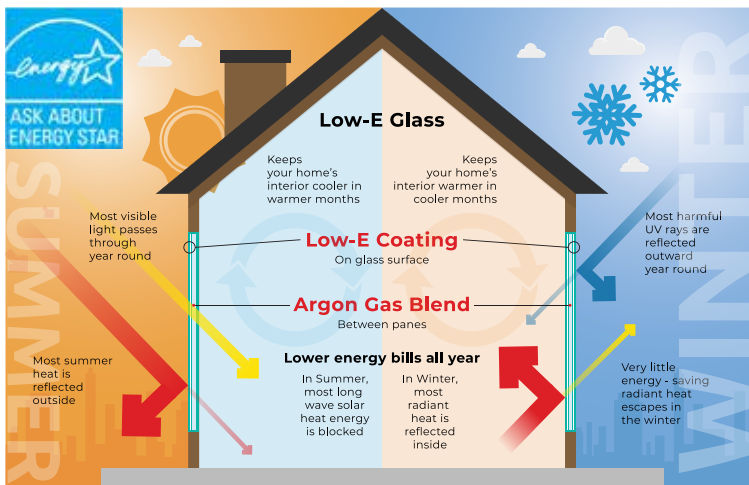 energy
ASK ABOUT
ENERGY STAR
SUMMER
WINTER
Low-E Glass
Keeps
your home's
interior cooler in
warmer months
Keeps
your home's
interior warmer in
cooler months
Most visible
light passes
through
year round
Low-E Coating
On glass surface
Most harmful
UV rays are
reflected
outward
year round
Argon Gas Blend
Between panes
Most summer
heat is
reflected
outside
Lower energy bills all year
In Summer,
most long
wave solar
heat energy
is blocked
In Winter,
most
radiant
heat is
reflected
inside
Very little
energy - saving
radiant heat
escapes in
the winter